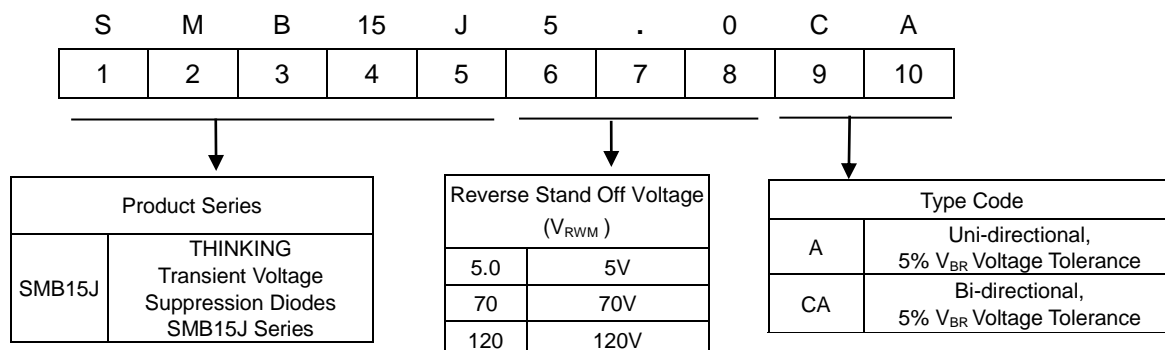 S M B 15 J 5 . 0 C A
1 2 3 4 5 6 7 8 9 10
Product Series
SMB15J
THINKING
Transient Voltage
Suppression Diodes
SMB15J Series
Reverse Stand Off Voltage
(VRWM )
5.0 5V
70 70V
120 120V
Type Code
A
Uni-directional,
5% VBR Voltage Tolerance
CA
Bi-directional,
5% VBR Voltage Tolerance